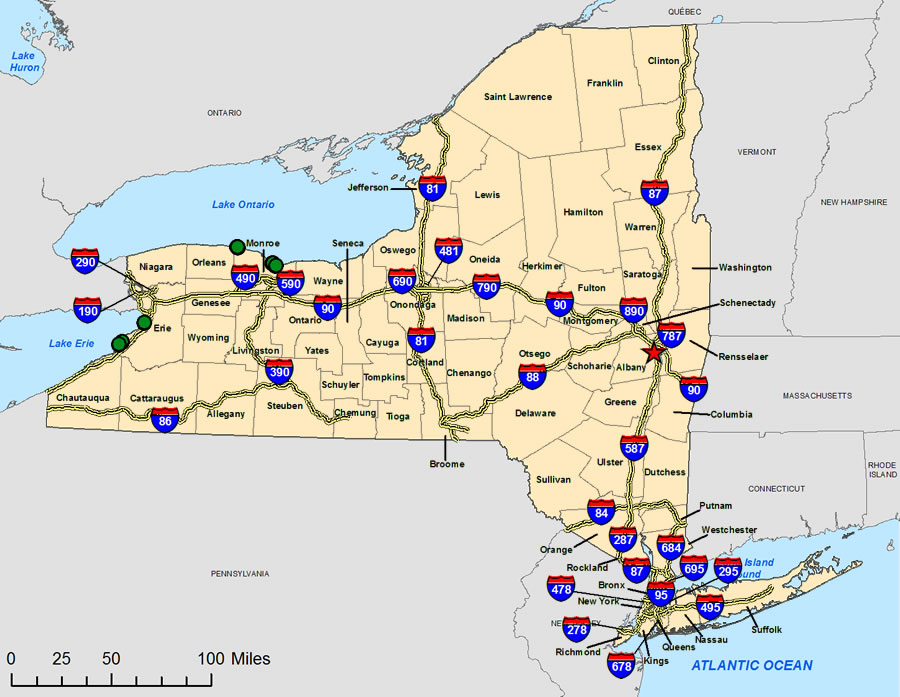 QUÉBEC
Lake
Huron
Clinton
Franklin
Saint Lawrence
ONTARIO
Essex
VERMONT
Jefferson
81
87
Lewis
NEW HAMPSHIRE
Lake Ontario
Hamilton
Warren
Monroe
Seneca
Oswego
481
290
Niagara
Orleans
Oneida
Herkimer
Washington
490
590
Wayne
690
790
Saratoga
Fulton
Genesee
190
90
Onondaga
90
890
Schenectady
Erie
Ontario
Madison
Montgomery
787
Lake Erie
Wyoming
Livingston
Yates
Cayuga
81
Otsego
Rensselaer
Cortland
Schoharie
Albany
390
Schuyler
Tompkins
Chenango
88
90
MASSACHUSETTS
Chautauqua
Cattaraugus
86
Allegany
Steuben
Chemung
Tioga
Delaware
Greene
Columbia
Broome
587
Ulster
Dutchess
RHODE
ISLAND
Sullivan
CONNECTICUT
84
Putnam
287
684
Westchester
Orange
Rockland
87
695
295
Island
ound
PENNSYLVANIA
478
Bronx
95
New York
495
278
Richmond
Suffolk
Nassau
Queens
Kings
678
0 25 50 100 Miles
ATLANTIC OCEAN